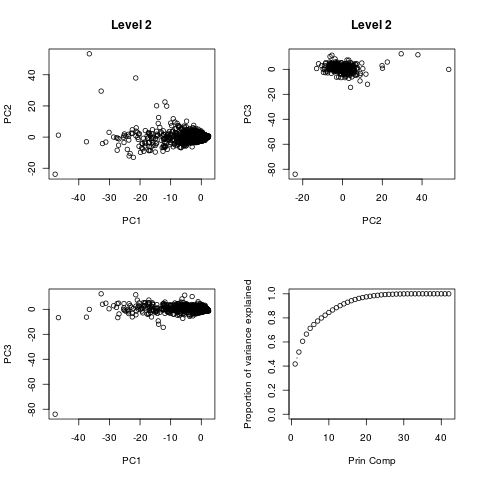 Level 2
PC2
-20 0 20 40
-40 -30 -20 -10 0
PC1
Level 2
PC3
-80 -60 -40 -20 0
-20 0 20 40
PC2
PC3
-80 -60 -40 -20 0
-40 -30 -20 -10 0
PC1
Proportion of variance explained
0.0 0.2 0.4 0.6 0.8 1.0
0 10 20 30 40
Prin Comp